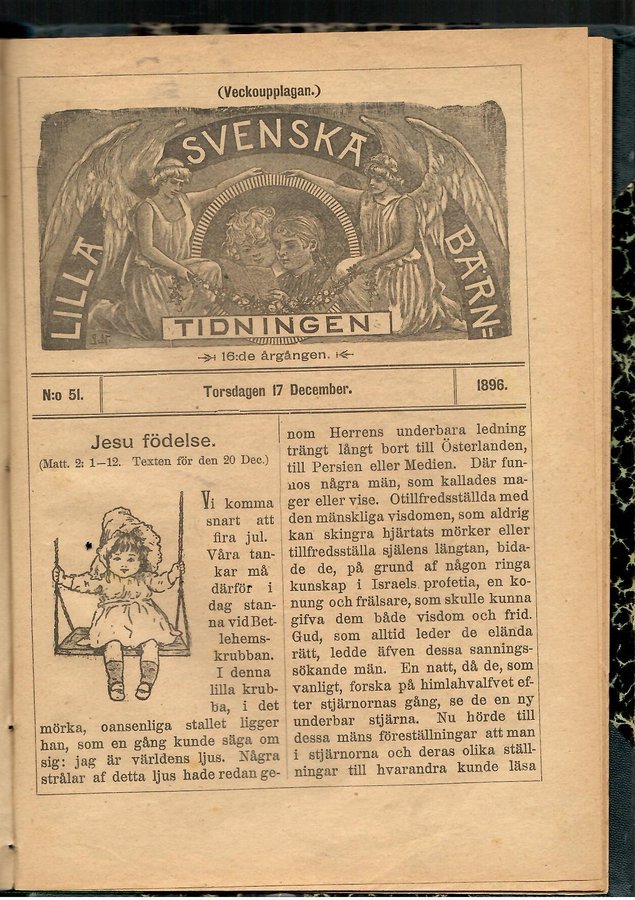 (Veckoupplagan.)
LILLA SVENSKA BARN=
TIDNINGEN
16:de årgången.
N:o 51.
Torsdagen 17 December.
1896.
Jesu födelse.
(Matt. 2: 1—12. Texten för den 20 Dec.)
Vi komma
snart att
fira jul.
Våra tan-
kar må
därför i
dag stan-
na vid Bet-
lehems-
krubban.
I denna
lilla krub-
ba, i det
mörka, oansenliga stallet ligger
han, som en gång kunde säga om
sig: jag är världens ljus. Några
strålar af detta ljus hade redan ge-
nom Herrens underbara ledning
trängt långt bort till Österlanden,
till Persien eller Medien. Där fun-
nos några män, som kallades ma-
ger eller vise. Otillfredsställda med
den mänskliga visdomen, som aldrig
kan skingra hjärtats mörker eller
tillfredsställa själens längtan, bida-
de de, på grund af någon ringa
kunskap i Israels profetia, en ko-
nung och frälsare, som skulle kunna
gifva dem både visdom och frid.
Gud, som alltid leder de elända
rätt, ledde äfven dessa sannings-
sökande män. En natt, då de, som
vanligt, forska på himlahvalfvet ef-
ter stjärnornas gång, se de en ny
underbar stjärna. Nu hörde till
dessa mäns föreställningar att man
i stjärnorna och deras olika ställ-
ningar till hvarandra kunde läsa